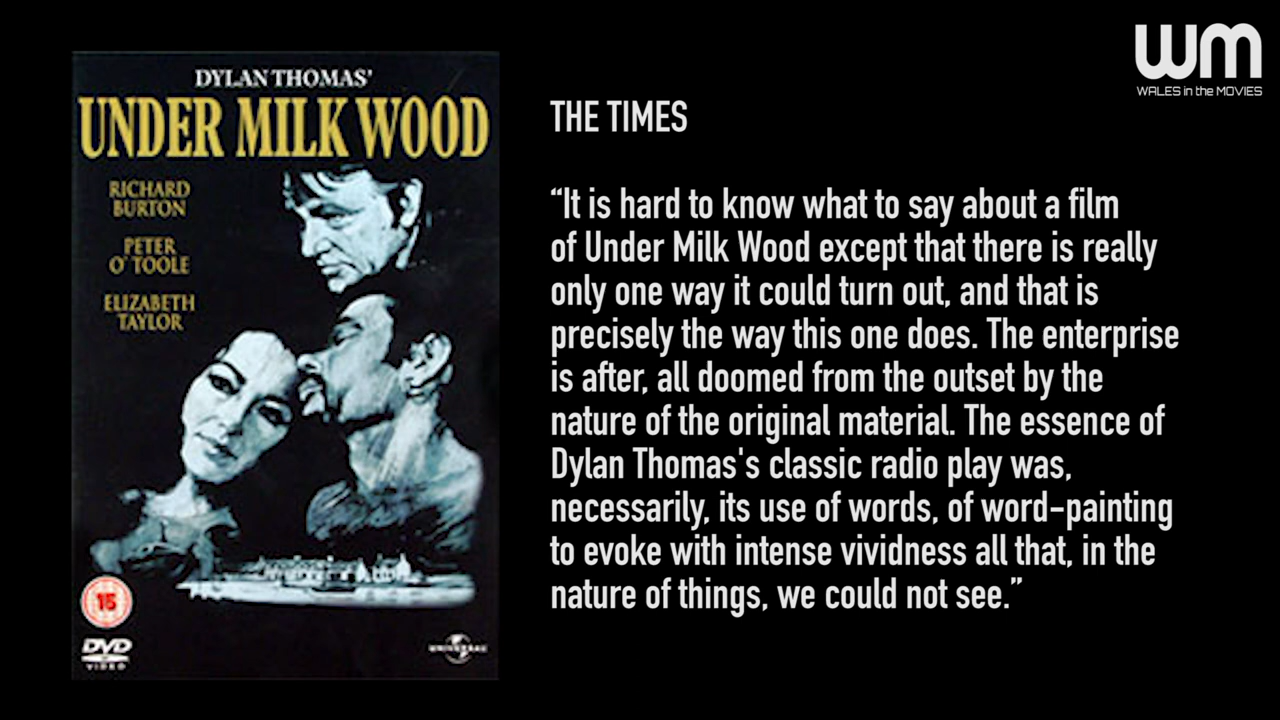 DYLAN THOMAS'
UNDER MILK WOOD
RICHARD
BURTON
PETER
O' TOOLE
ELIZABETH
TAYLOR
15
DVD
VIDEO
UNIVERSAL
wm
WALES in the MOVIES
THE TIMES
“It is hard to know what to say about a film
of Under Milk Wood except that there is really
only one way it could turn out, and that is
precisely the way this one does. The enterprise
is after, all doomed from the outset by the
nature of the original material. The essence of
Dylan Thomas's classic radio play was,
necessarily, its use of words, of word-painting
to evoke with intense vividness all that, in the
nature of things, we could not see.”